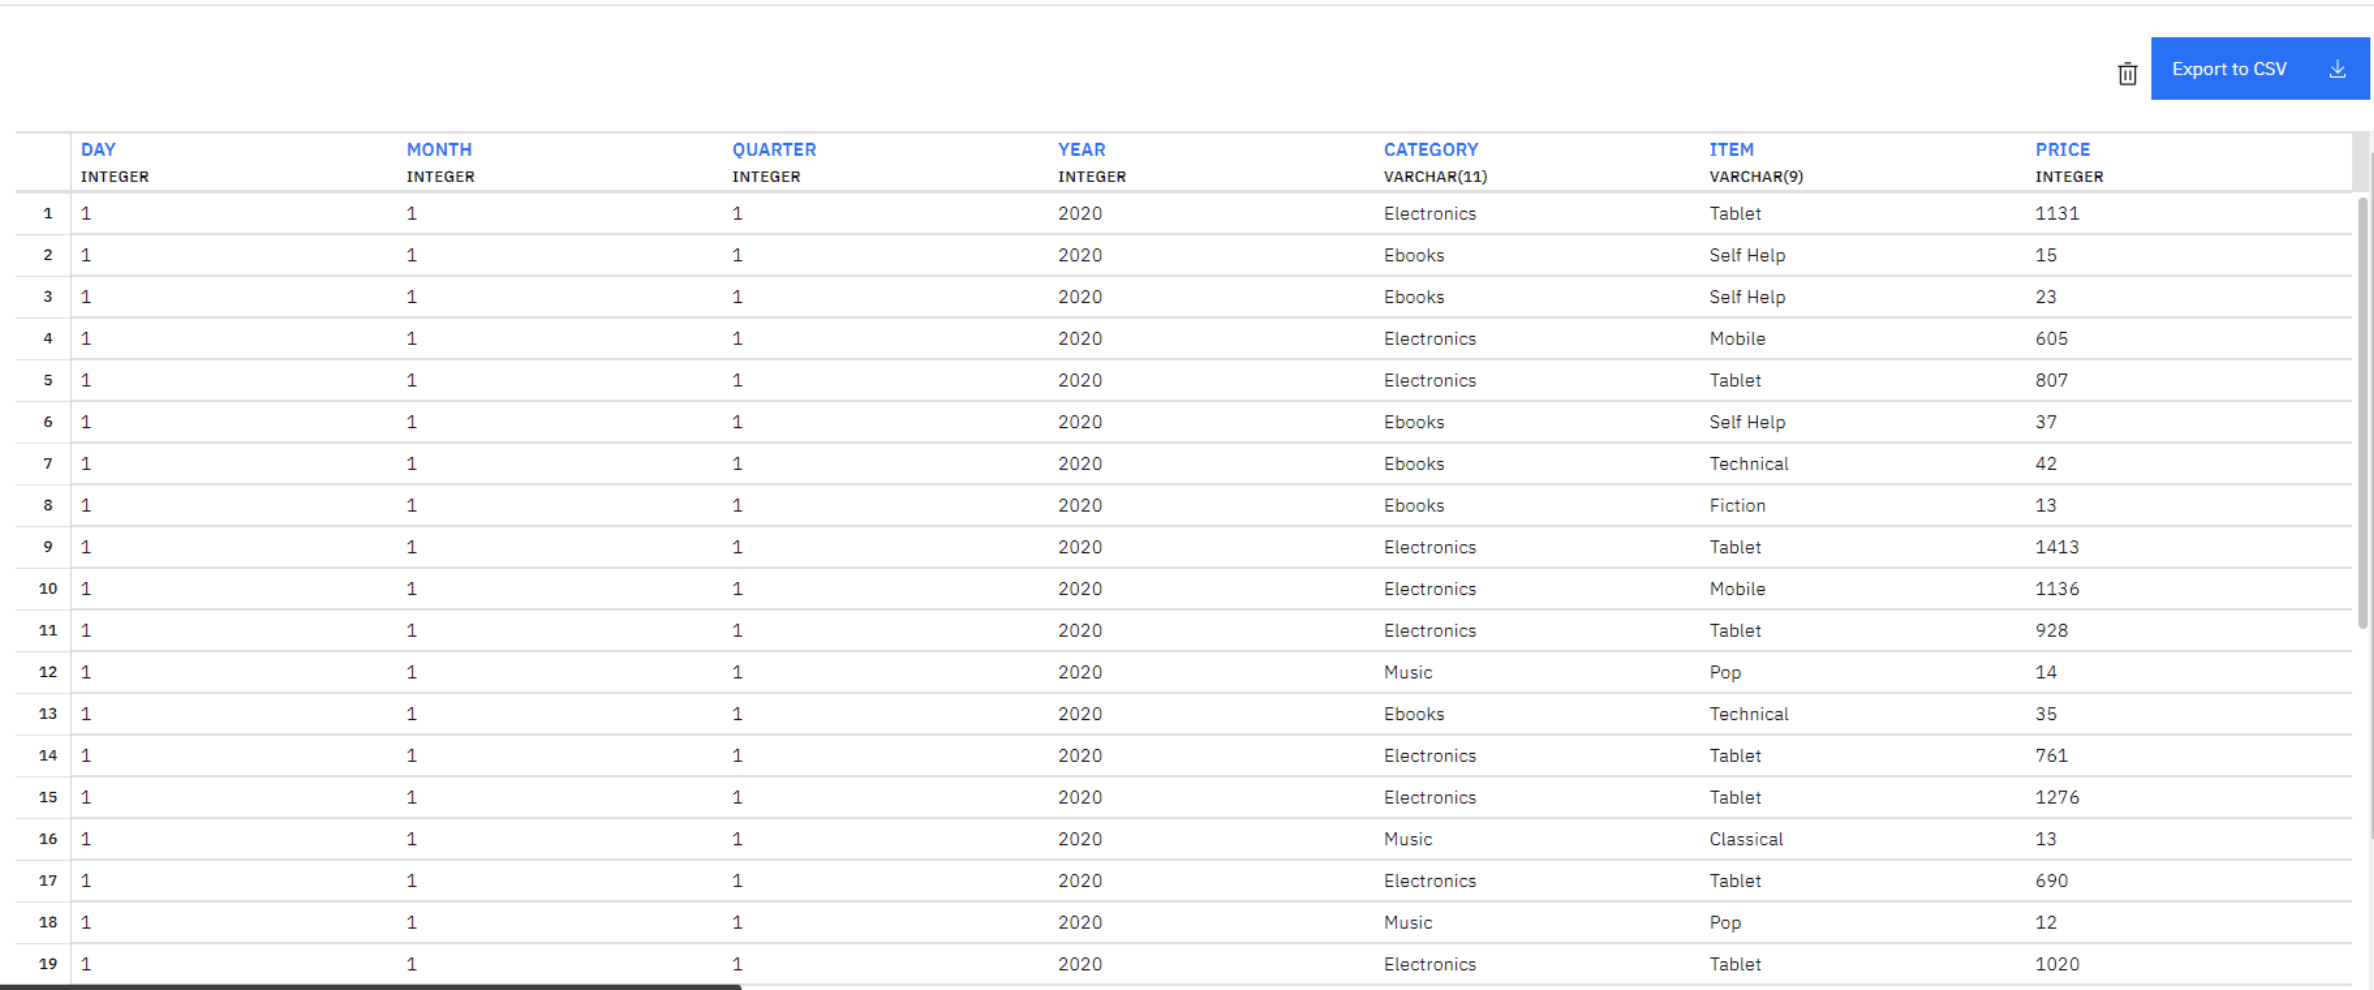 Export to CSV
DAY MONTH QUARTER YEAR CATEGORY ITEM PRICE
INTEGER INTEGER INTEGER INTEGER VARCHAR(11) VARCHAR(9) INTEGER
1 1 1 1 2020 Electronics Tablet 1131
2 1 1 1 2020 Ebooks Self Help 15
3 1 1 1 2020 Ebooks Self Help 23
4 1 1 1 2020 Electronics Mobile 605
5 1 1 1 2020 Electronics Tablet 807
6 1 1 1 2020 Ebooks Self Help 37
7 1 1 1 2020 Ebooks Technical 42
8 1 1 1 2020 Ebooks Fiction 13
9 1 1 1 2020 Electronics Tablet 1413
10 1 1 1 2020 Electronics Mobile 1136
11 1 1 1 2020 Electronics Tablet 928
12 1 1 1 2020 Music Pop 14
13 1 1 1 2020 Ebooks Technical 35
14 1 1 1 2020 Electronics Tablet 761
15 1 1 1 2020 Electronics Tablet 1276
16 1 1 1 2020 Music Classical 13
17 1 1 1 2020 Electronics Tablet 690
18 1 1 1 2020 Music Pop 12
19 1 1 1 2020 Electronics Tablet 1020